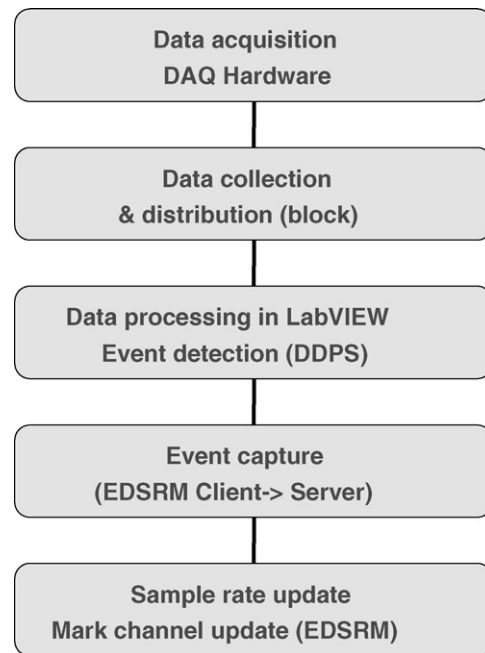 Data acquisition
DAQ Hardware
Data collection
& distribution (block)
Data processing in LabVIEW
Event detection (DDPS)
Event capture
(EDSRM Client-> Server)
Sample rate update
Mark channel update (EDSRM)